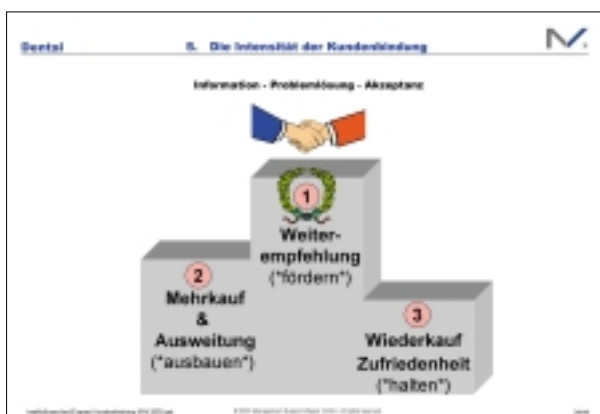 Dental
5. Die Intensität der Kundenbindung
Information - Problemlösung - Akzeptanz
1
Weiter-
empfehlung
(*fördern*)
2
Mehrkauf
&
Ausweitung
(*ausbauen*)
3
Wiederkauf
Zufriedenheit
(*halten*)